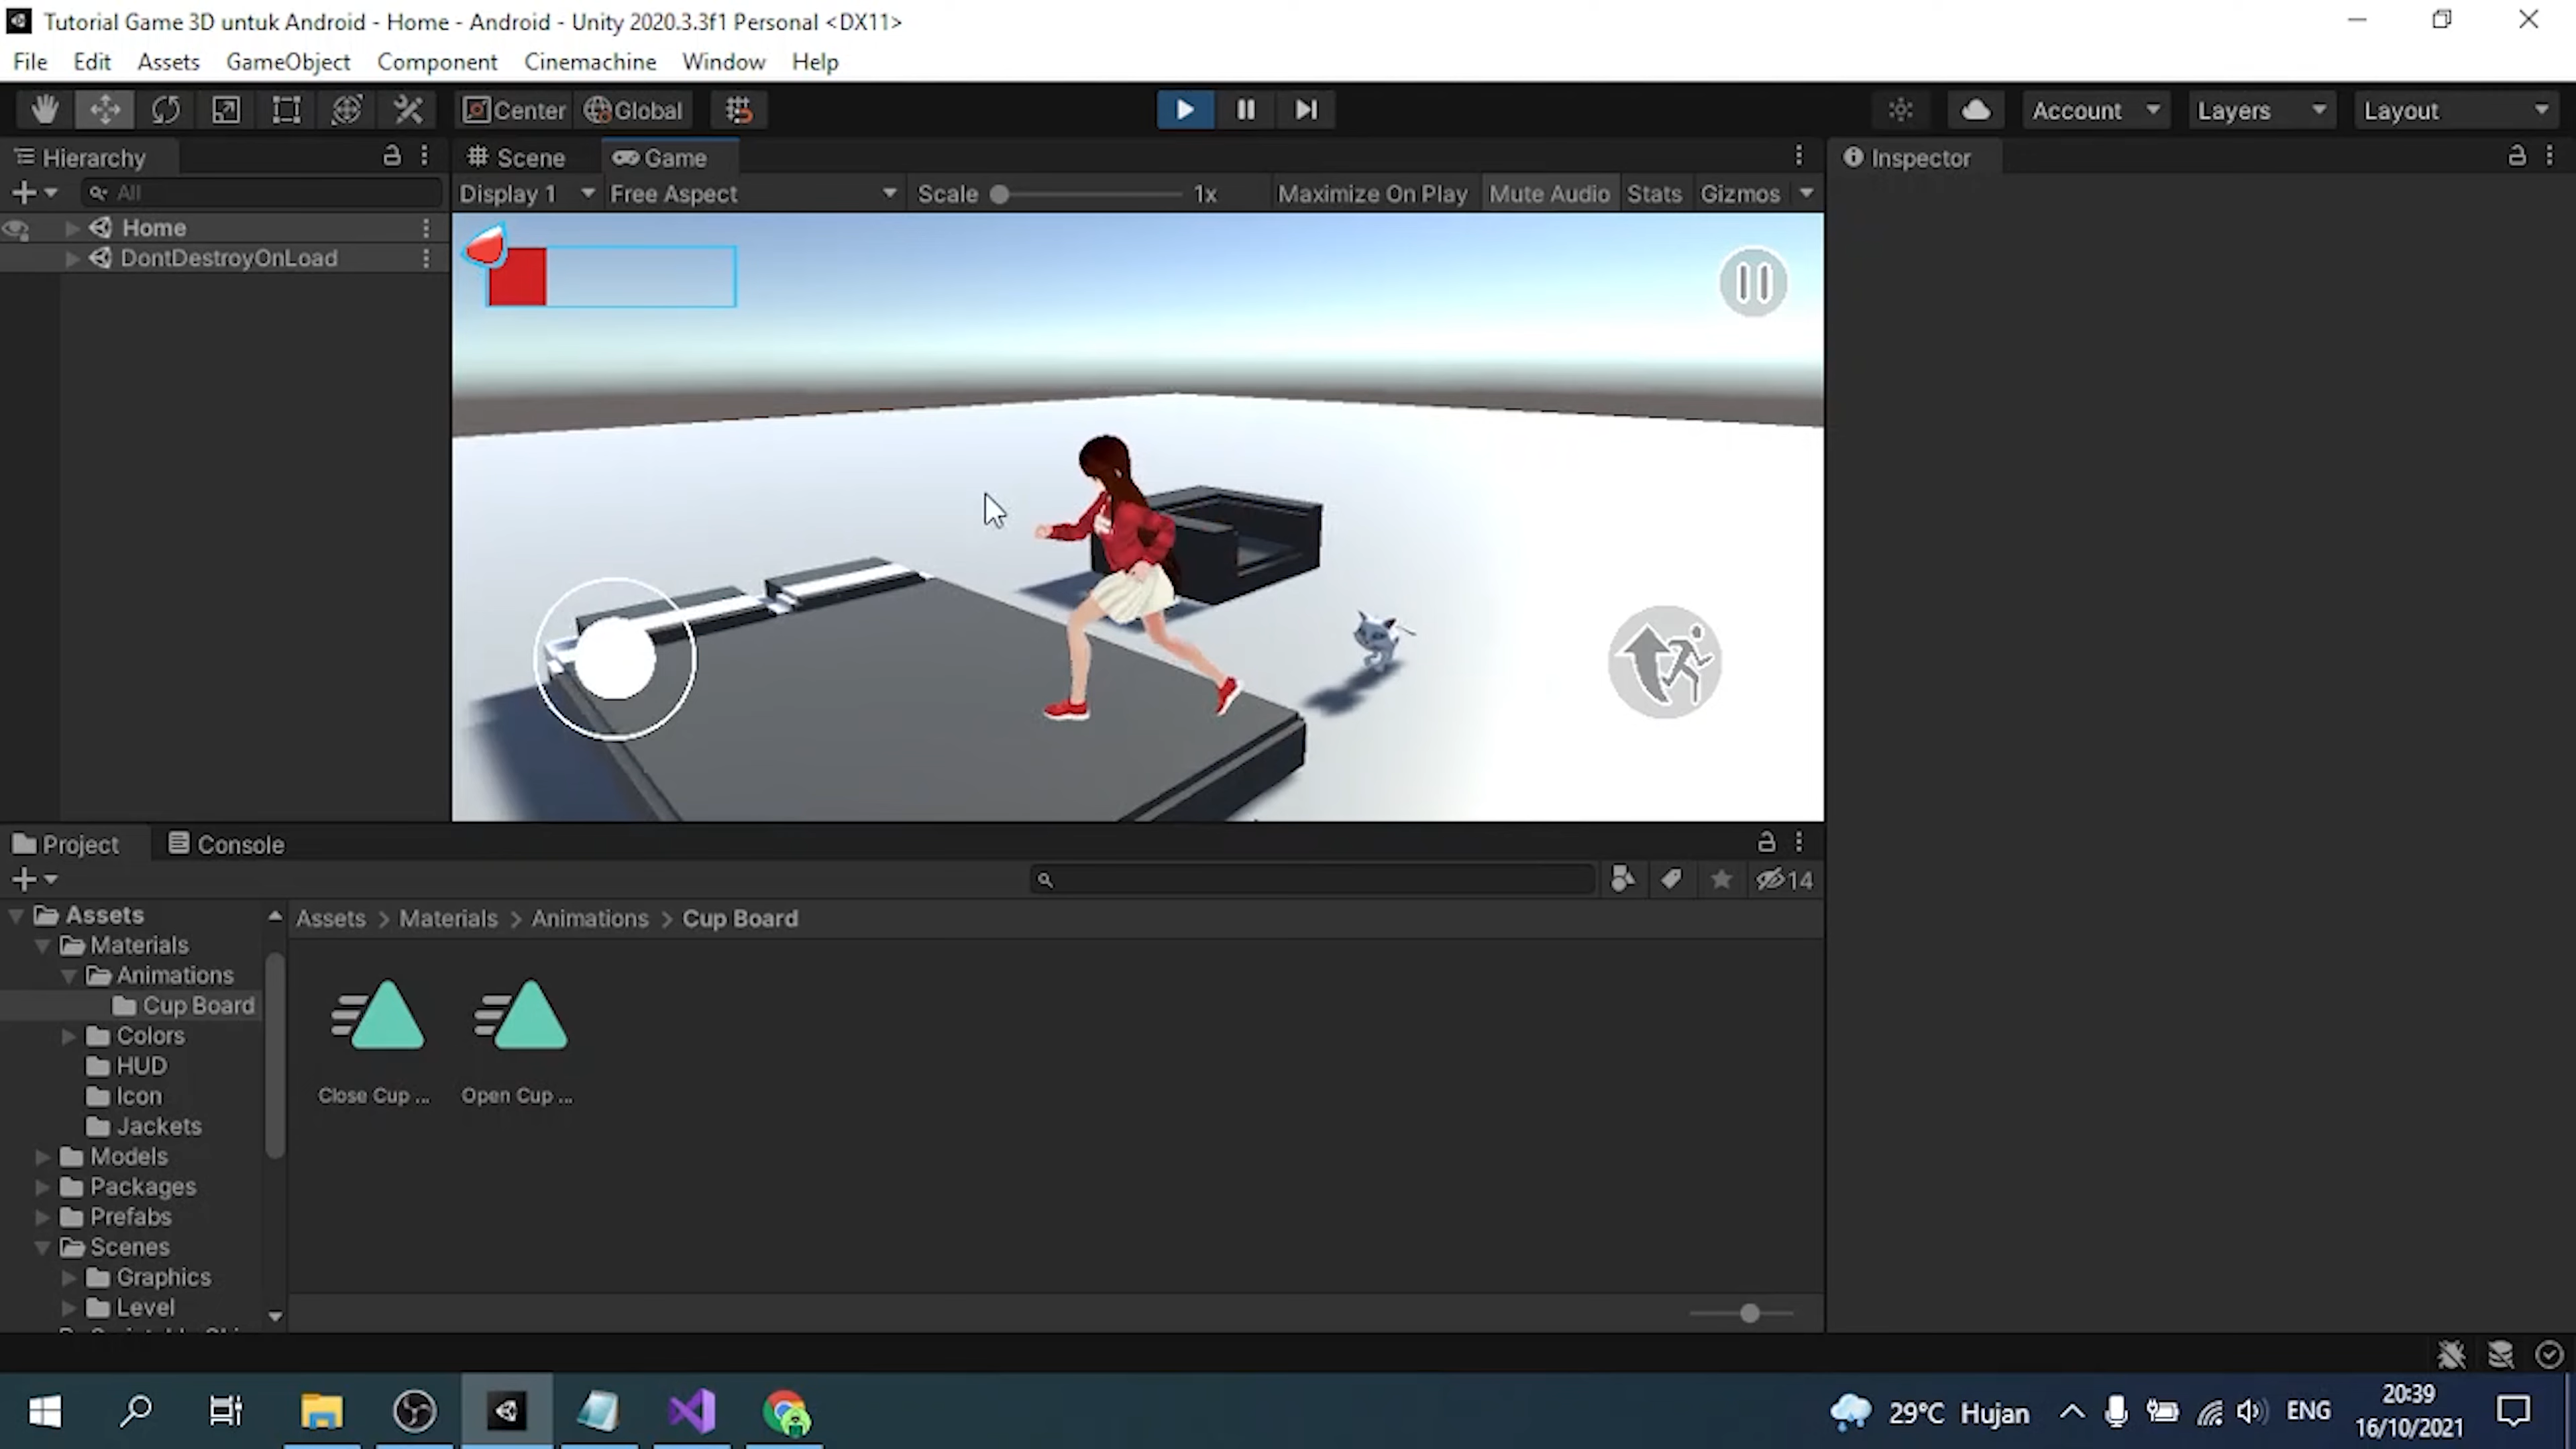 Tutorial Game 3D untuk Android - Home - Android - Unity 2020.3.3f1 Personal <DX11>
File Edit Assets GameObject Component Cinemachine Window Help
Center Global Account Layers Layout
Hierarchy Scene Game Inspector
All Display 1 Free Aspect Scale 1x Maximize On Play Mute Audio Stats Gizmos
Home
DontDestroyOnLoad
Project Console
14
Assets Assets > Materials > Animations > Cup Board
Materials
Animations
Cup Board
Colors
HUD
Icon
Close Cup ... Open Cup ...
Jackets
Models
Packages
Prefabs
Scenes
Graphics
Level
29°C Hujan ENG 20:39
16/10/2021